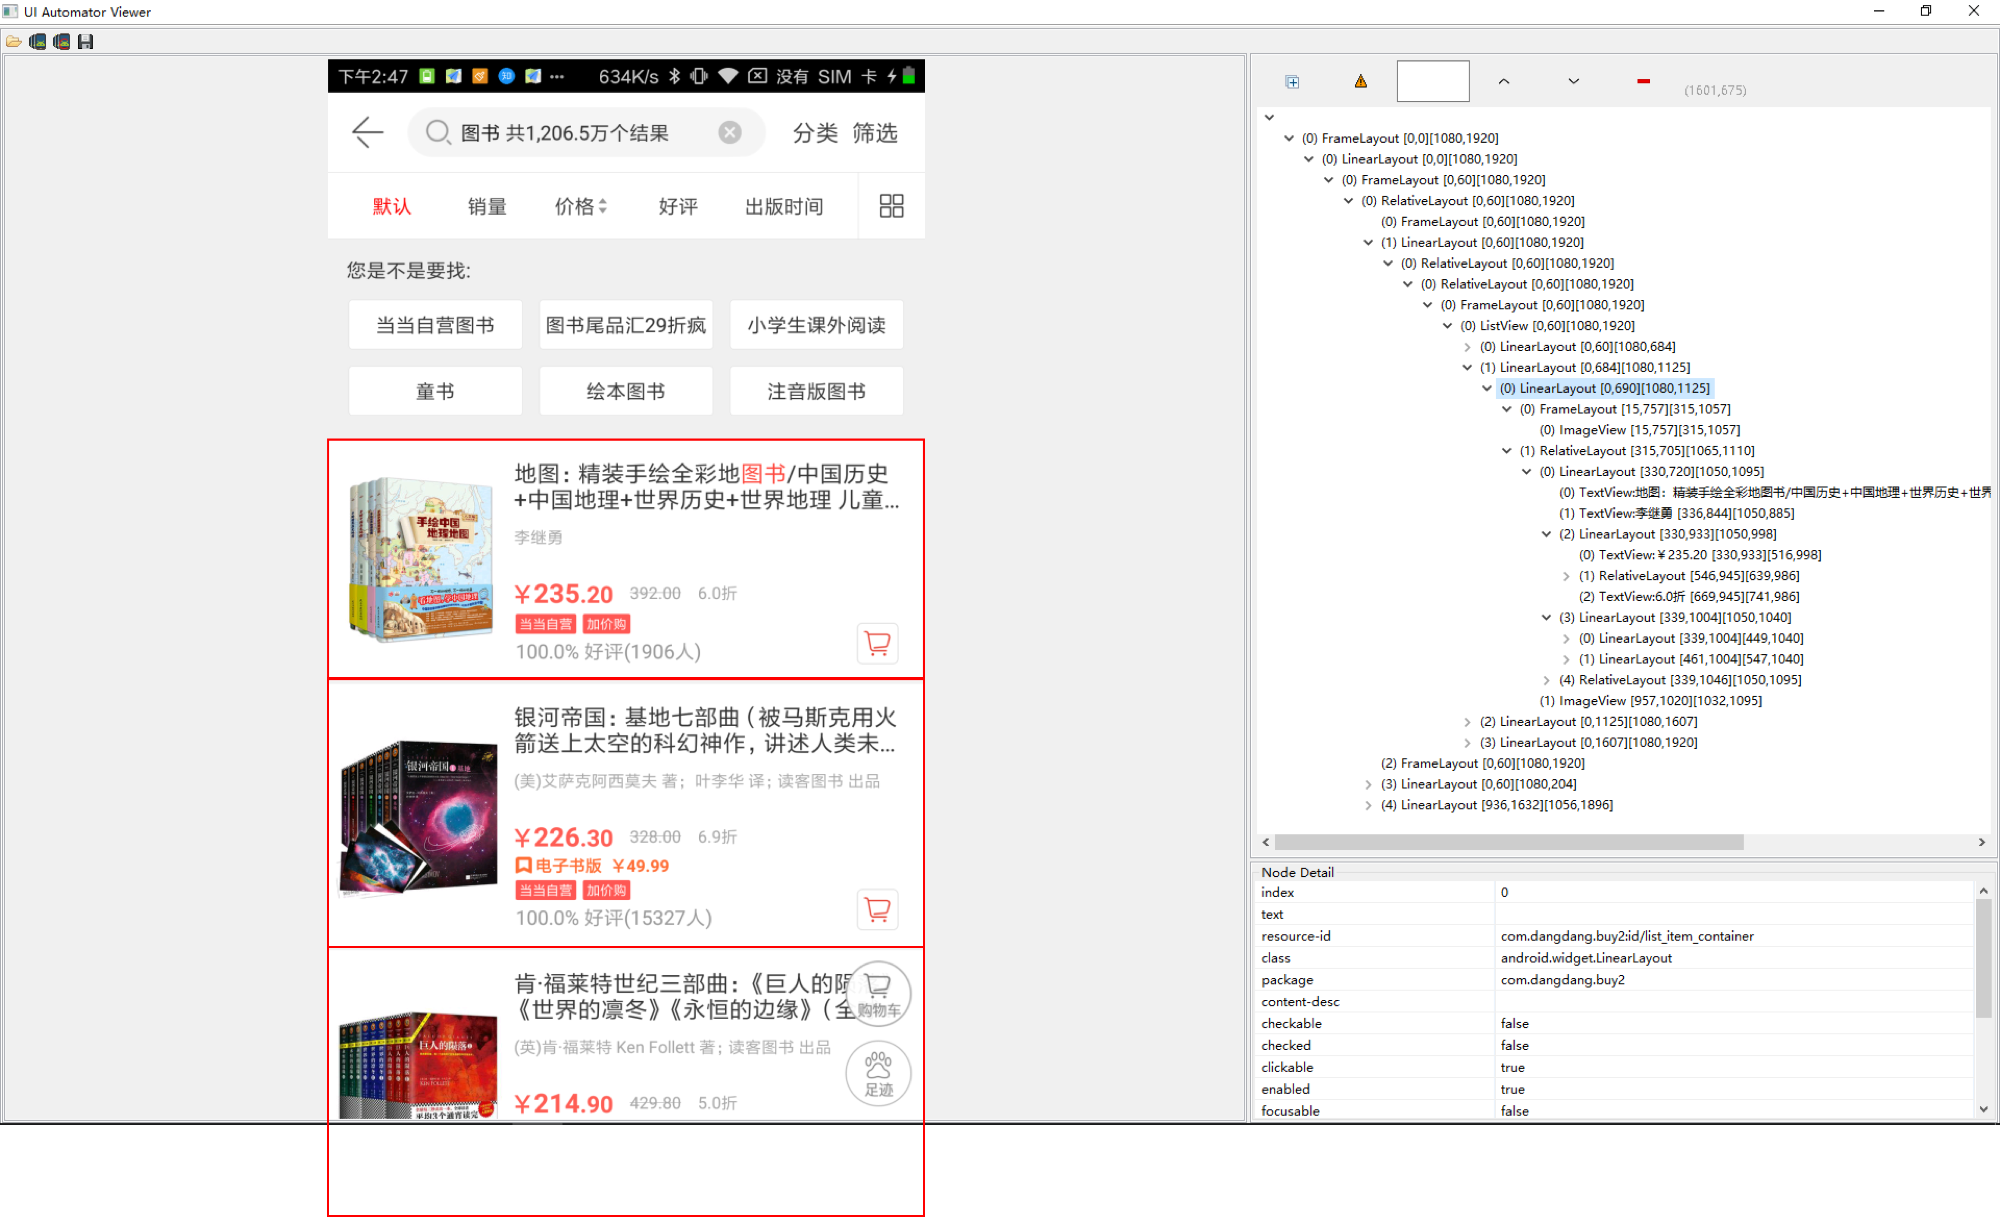 UI Automator Viewer
下午2:47
634K/s
没有 SIM 卡
图书 共1,206.5万个结果
分类 筛选
默认 销量 价格 好评 出版时间
您是不是要找:
当当自营图书 图书尾品汇29折疯 小学生课外阅读
童书 绘本图书 注音版图书
地图：精装手绘全彩地图书/中国历史
+中国地理+世界历史+世界地理 儿童...
李继勇
手绘中国
地理地图
￥235.20 392.00 6.0折
当当自营 加价购
100.0% 好评(1906人)
银河帝国：基地七部曲（被马斯克用火
箭送上太空的科幻神作，讲述人类未...
(美)艾萨克阿西莫夫 著；叶李华 译；读客图书 出品
银河帝国
￥226.30 328.00 6.9折
电子书版 ￥49.99
当当自营 加价购
100.0% 好评(15327人)
肯·福莱特世纪三部曲：《巨人的陨
《世界的凛冬》《永恒的边缘》（全
购物车
(英)肯·福莱特 Ken Follett 著；读客图书 出品
巨人的陨落
KEN FOLLETT
平均3个通宵读完
足迹
￥214.90 429.80 5.0折
(1601,675)
(0) FrameLayout [0,0][1080,1920]
(0) LinearLayout [0,0][1080,1920]
(0) FrameLayout [0,60][1080,1920]
(0) RelativeLayout [0,60][1080,1920]
(0) FrameLayout [0,60][1080,1920]
(1) LinearLayout [0,60][1080,1920]
(0) RelativeLayout [0,60][1080,1920]
(0) RelativeLayout [0,60][1080,1920]
(0) FrameLayout [0,60][1080,1920]
(0) ListView [0,60][1080,1920]
(0) LinearLayout [0,60][1080,684]
(1) LinearLayout [0,684][1080,1125]
(0) LinearLayout [0,690][1080,1125]
(0) FrameLayout [15,757][315,1057]
(0) ImageView [15,757][315,1057]
(1) RelativeLayout [315,705][1065,1110]
(0) LinearLayout [330,720][1050,1095]
(0) TextView:地图：精装手绘全彩地图书/中国历史+中国地理+世界历史+世界
(1) TextView:李继勇 [336,844][1050,885]
(2) LinearLayout [330,933][1050,998]
(0) TextView:￥235.20 [330,933][516,998]
(1) RelativeLayout [546,945][639,986]
(2) TextView:6.0折 [669,945][741,986]
(3) LinearLayout [339,1004][1050,1040]
(0) LinearLayout [339,1004][449,1040]
(1) LinearLayout [461,1004][547,1040]
(4) RelativeLayout [339,1046][1050,1095]
(1) ImageView [957,1020][1032,1095]
(2) LinearLayout [0,1125][1080,1607]
(3) LinearLayout [0,1607][1080,1920]
(2) FrameLayout [0,60][1080,1920]
(3) LinearLayout [0,60][1080,204]
(4) LinearLayout [936,1632][1056,1896]
Node Detail
index 0
text
resource-id com.dangdang.buy2:id/list_item_container
class android.widget.LinearLayout
package com.dangdang.buy2
content-desc
checkable false
checked false
clickable true
enabled true
focusable false